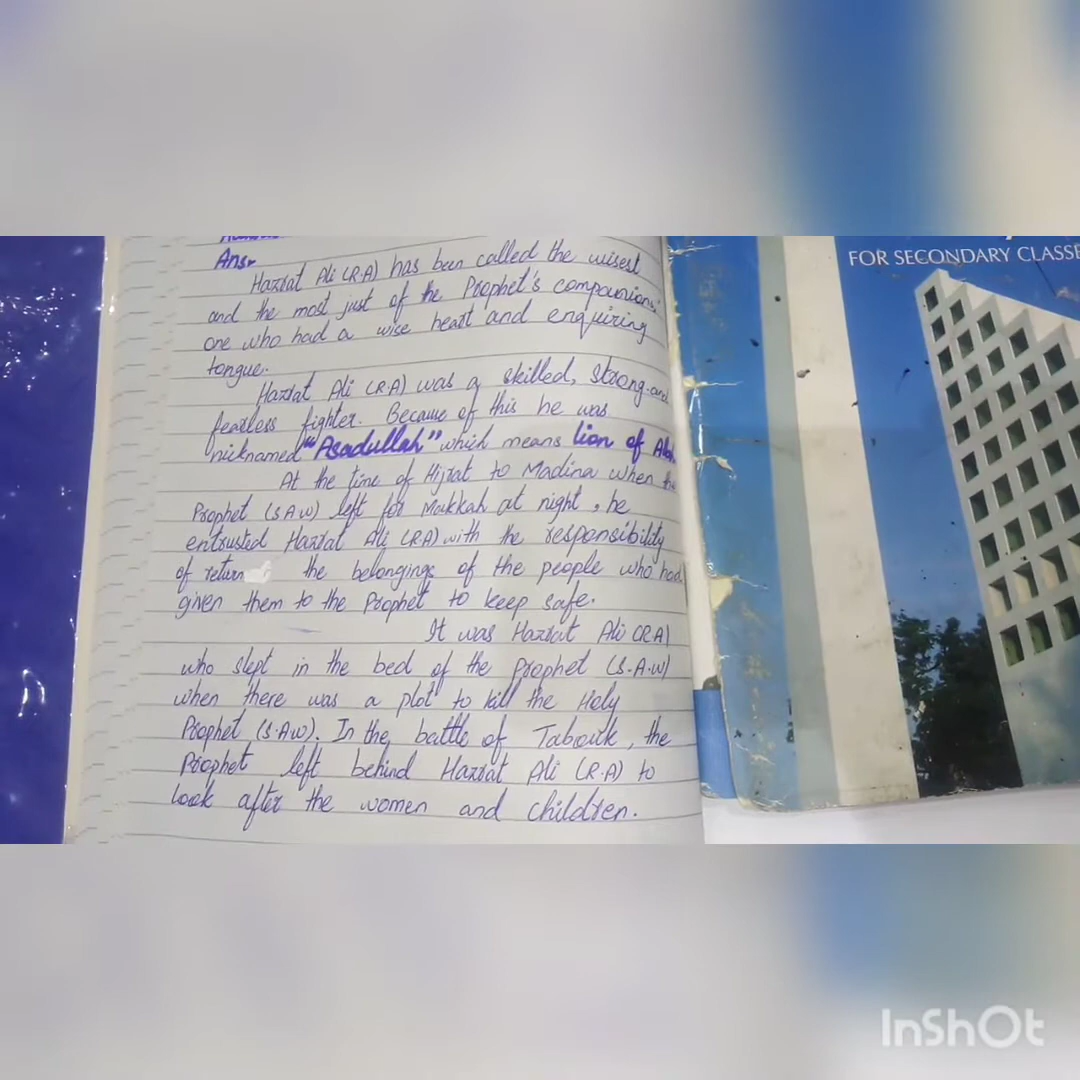 Ans
Hazrat Ali (R.A) has been called the wisest
and the most just of the Prophet's companions;
one who had a wise heart and enquiring
tongue.
Hazrat Ali (R.A) was a skilled, strong and
fearless fighter. Because of this he was
nicknamed "Asadullah" which means lion of Allah
At the time of Hijrat to Madina when the
Prophet (S.A.W) left for Makkah at night, he
entrusted Hazrat Ali (R.A) with the responsibility
of return the belongings of the people who had
given them to the Prophet to keep safe.
It was Hazrat Ali (R.A)
who slept in the bed of the prophet (S.A.W)
when there was a plot to kill the Holy
Prophet (S.A.W). In the battle of Tabouk, the
Prophet left behind Hazrat Ali (R.A) to
look after the women and children.
FOR SECONDARY CLASSE
InShOt